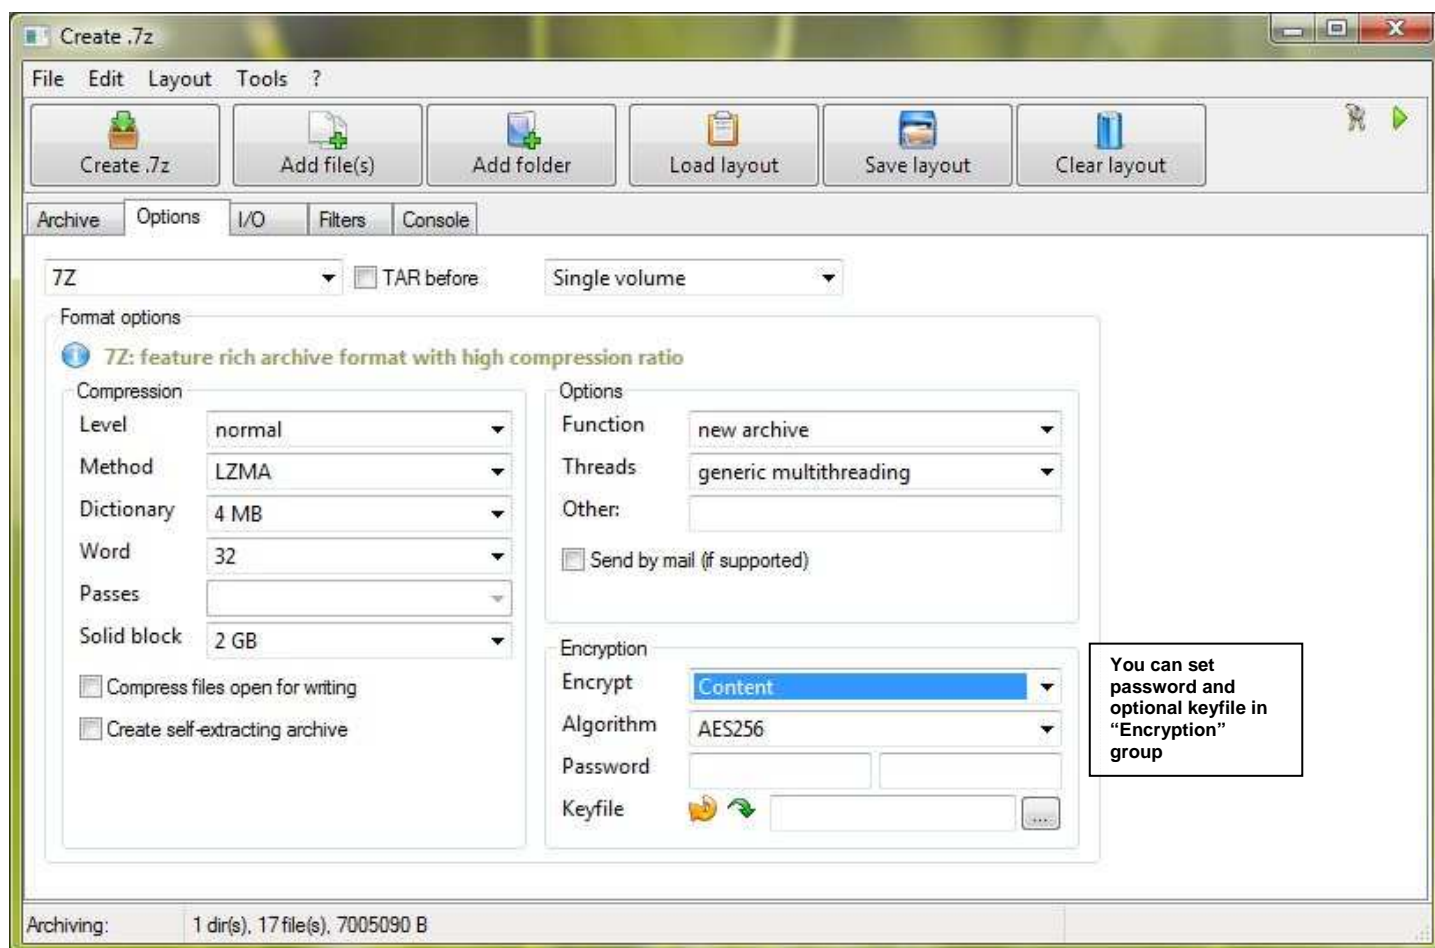 Create .7z
File Edit Layout Tools ?
Create .7z Add file(s) Add folder Load layout Save layout Clear layout
Archive Options I/O Filters Console
7Z TAR before Single volume
Format options
7Z: feature rich archive format with high compression ratio
Compression
Level normal
Method LZMA
Dictionary 4 MB
Word 32
Passes
Solid block 2 GB
Compress files open for writing
Create self-extracting archive
Options
Function new archive
Threads generic multithreading
Other:
Send by mail (if supported)
Encryption
Encrypt Content
Algorithm AES256
Password
Keyfile ...
You can set
password and
optional keyfile in
“Encryption”
group
Archiving: 1 dir(s), 17 file(s), 7005090 B